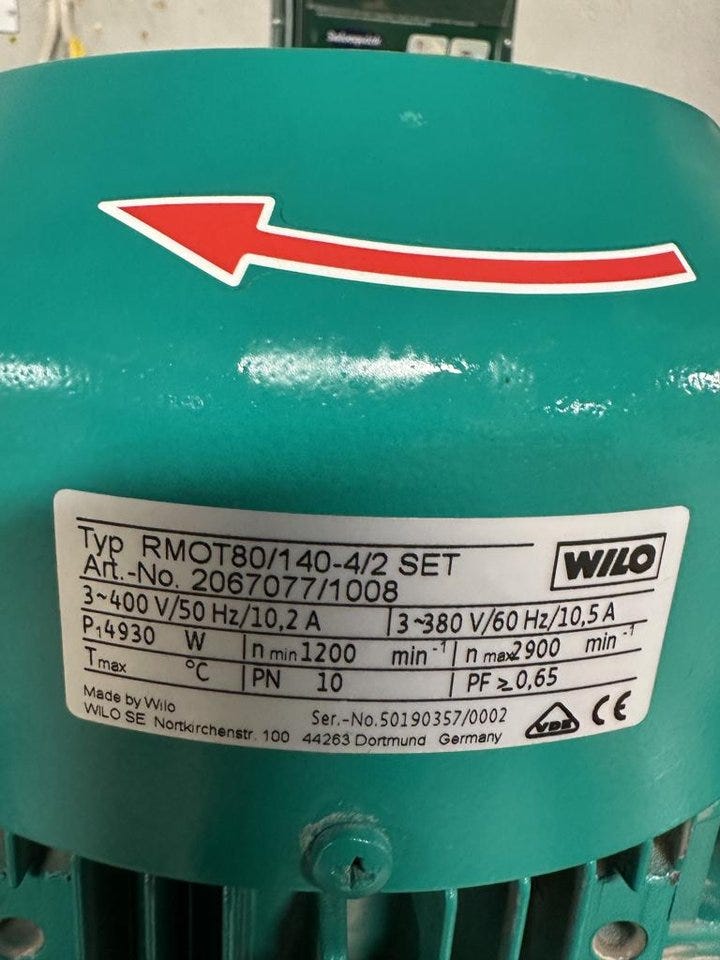 Typ RMOT80/140-4/2 SET
Art.-No. 2067077/1008
WILO
3~400 V/50 Hz/10,2 A 3~380 V/60 Hz/10,5 A
P₁4930 W n min 1200 min⁻¹ n max 2900 min⁻¹
Tmax °C PN 10 PF ≥ 0,65
Made by Wilo Ser.-No.50190357/0002
WILO SE Nortkirchenstr. 100 44263 Dortmund Germany
VDE CE